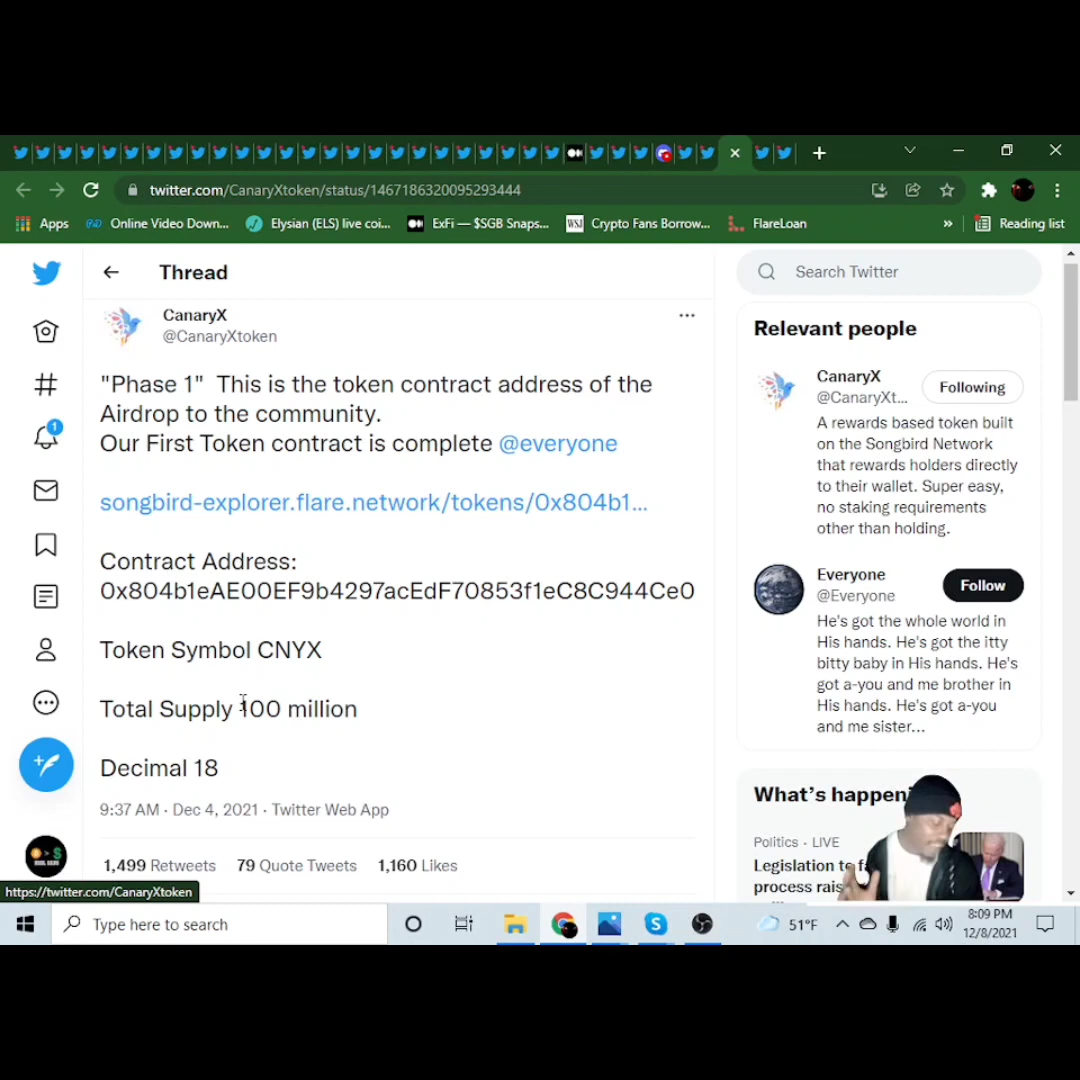 twitter.com/CanaryXtoken/status/1467186320095293444
Apps
Online Video Down...
Elysian (ELS) live coi...
ExFi — $SGB Snaps...
WSJ
Crypto Fans Borrow...
FlareLoan
»
Reading list
Thread
Search Twitter
CanaryX
@CanaryXtoken
"Phase 1" This is the token contract address of the
Airdrop to the community.
Our First Token contract is complete @everyone
songbird-explorer.flare.network/tokens/0x804b1...
Contract Address:
0x804b1eAE00EF9b4297acEdF70853f1eC8C944Ce0
Token Symbol CNYX
Total Supply 100 million
Decimal 18
9:37 AM · Dec 4, 2021 · Twitter Web App
1,499 Retweets 79 Quote Tweets 1,160 Likes
1
Relevant people
CanaryX
@CanaryXt...
Following
A rewards based token built
on the Songbird Network
that rewards holders directly
to their wallet. Super easy,
no staking requirements
other than holding.
Everyone
@Everyone
Follow
He's got the whole world in
His hands. He's got the itty
bitty baby in His hands. He's
got a-you and me brother in
His hands. He's got a-you
and me sister...
What's happeni
Politics · LIVE
Legislation to
process
https://twitter.com/CanaryXtoken
Type here to search
51°F
8:09 PM
12/8/2021